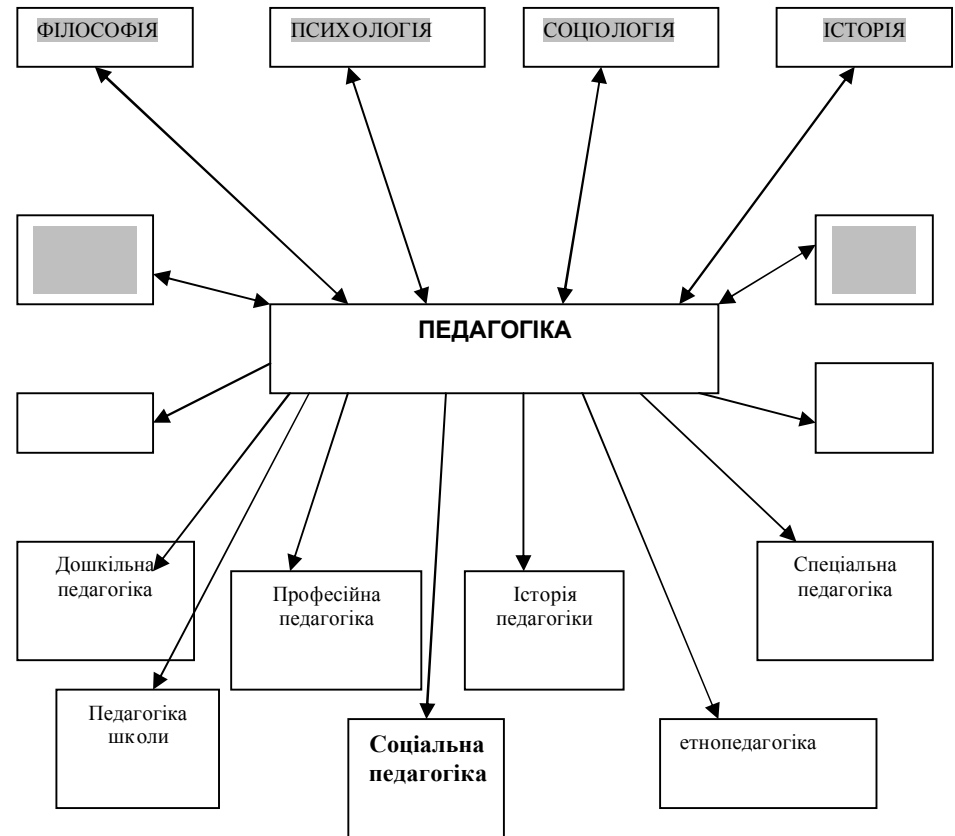 ФІЛОСОФІЯ
ПСИХОЛОГІЯ
СОЦІОЛОГІЯ
ІСТОРІЯ
ПЕДАГОГІКА
Дошкільна
педагогіка
Професійна
педагогіка
Історія
педагогіки
Спеціальна
педагогіка
Педагогіка
школи
Соціальна
педагогіка
етнопедагогіка